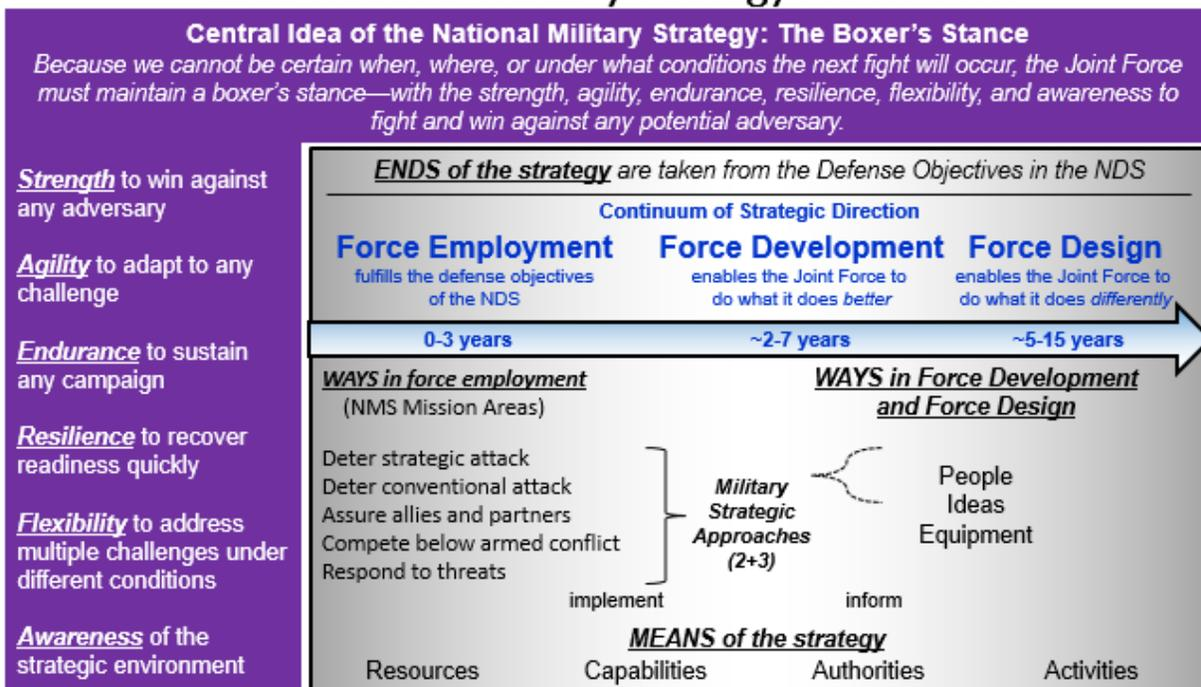 Central Idea of the National Military Strategy: The Boxer's Stance
Because we cannot be certain when, where, or under what conditions the next fight will occur, the Joint Force
must maintain a boxer's stance—with the strength, agility, endurance, resilience, flexibility, and awareness to
fight and win against any potential adversary.
Strength to win against
any adversary
Agility to adapt to any
challenge
Endurance to sustain
any campaign
Resilience to recover
readiness quickly
Flexibility to address
multiple challenges under
different conditions
Awareness of the
strategic environment
ENDS of the strategy are taken from the Defense Objectives in the NDS
Continuum of Strategic Direction
Force Employment
fulfills the defense objectives
of the NDS
Force Development
enables the Joint Force to
do what it does better
Force Design
enables the Joint Force to
do what it does differently
0-3 years
~2-7 years
~5-15 years
WAYS in force employment
(NMS Mission Areas)
Deter strategic attack
Deter conventional attack
Assure allies and partners
Compete below armed conflict
Respond to threats
Military
Strategic
Approaches
(2+3)
WAYS in Force Development
and Force Design
People
Ideas
Equipment
implement
inform
MEANS of the strategy
Resources
Capabilities
Authorities
Activities